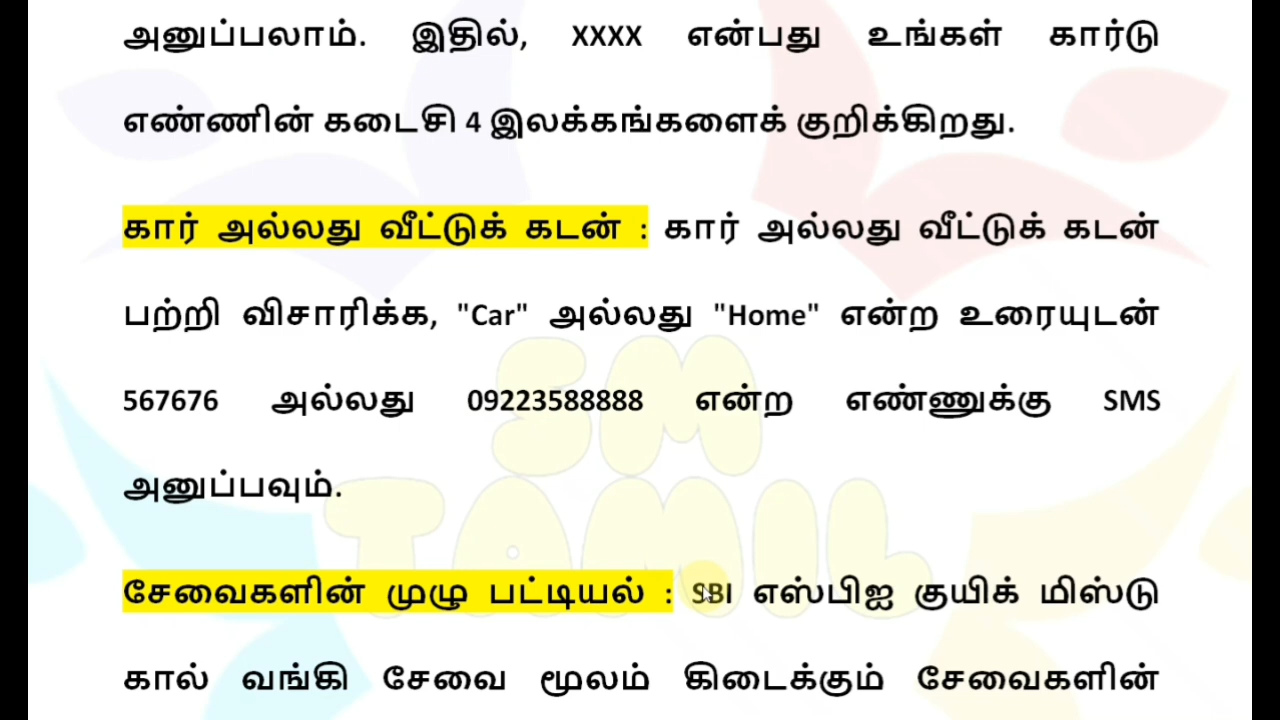 அனுப்பலாம். இதில், XXXX என்பது உங்கள் கார்டு
எண்ணின் கடைசி 4 இலக்கங்களைக் குறிக்கிறது.
கார் அல்லது வீட்டுக் கடன் : கார் அல்லது வீட்டுக் கடன்
பற்றி விசாரிக்க, "Car" அல்லது "Home" என்ற உரையுடன்
567676 அல்லது 09223588888 என்ற எண்ணுக்கு SMS
அனுப்பவும்.
சேவைகளின் முழு பட்டியல் : SBI எஸ்பிஐ குயிக் மிஸ்டு
கால் வங்கி சேவை மூலம் கிடைக்கும் சேவைகளின்
SM
TAMIL